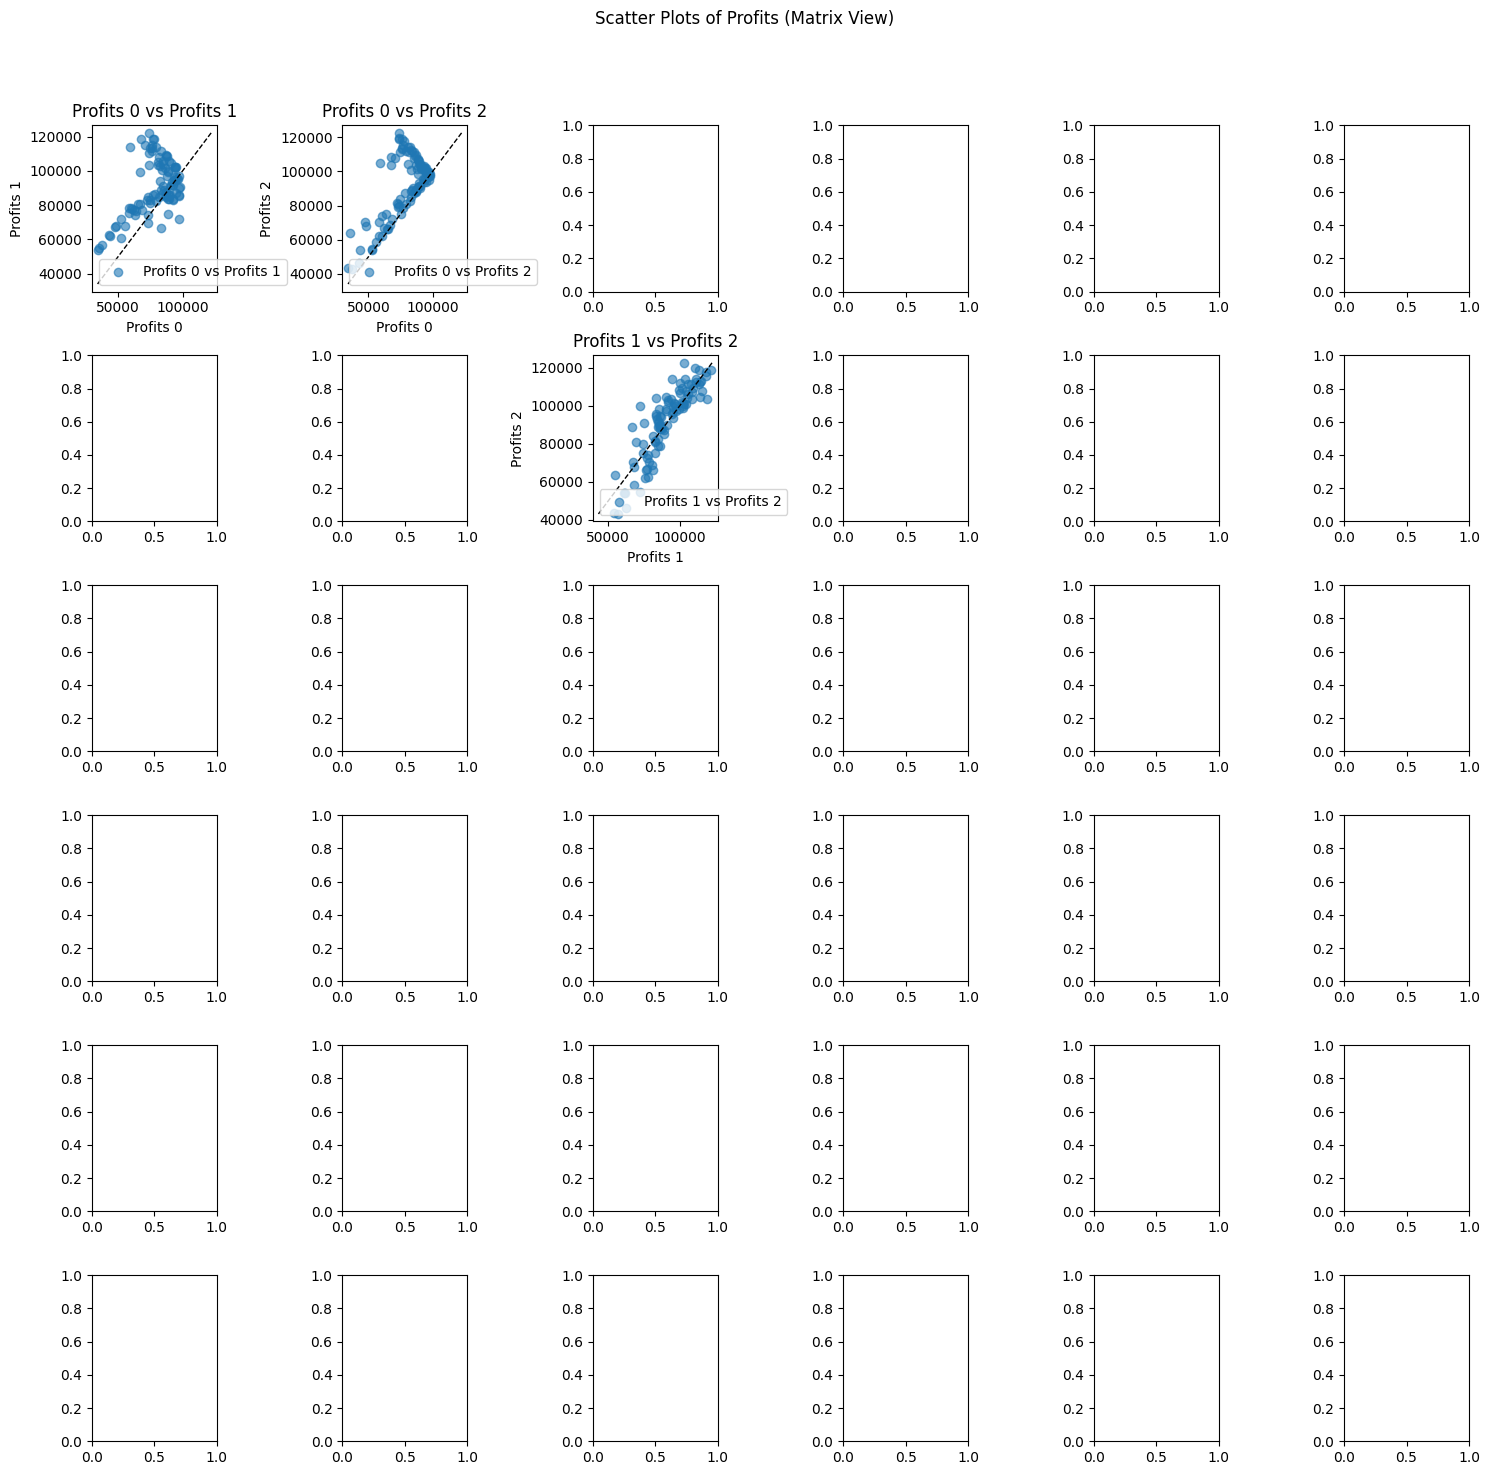 Scatter Plots of Profits (Matrix View)
Profits 0 vs Profits 1 Profits 0 vs Profits 2
1.0 1.0 1.0 1.0
120000 120000
0.8 0.8 0.8 0.8
100000 100000
0.6 0.6 0.6 0.6
Profits 1
Profits 2
80000 80000
0.4 0.4 0.4 0.4
60000 60000
0.2 0.2 0.2 0.2
40000 Profits 0 vs Profits 1 40000 Profits 0 vs Profits 2
0.0 0.0 0.0 0.0
50000 100000 50000 100000 0.0 0.5 1.0 0.0 0.5 1.0 0.0 0.5 1.0 0.0 0.5 1.0
Profits 0 Profits 0
Profits 1 vs Profits 2
1.0 1.0 1.0 1.0 1.0
120000
0.8 0.8 0.8 0.8 0.8
100000
0.6 0.6 0.6 0.6 0.6
Profits 2
80000
0.4 0.4 0.4 0.4 0.4
60000
0.2 0.2 0.2 0.2 0.2
Profits 1 vs Profits 2
0.0 0.0 40000 0.0 0.0 0.0
0.0 0.5 1.0 0.0 0.5 1.0 50000 100000 0.0 0.5 1.0 0.0 0.5 1.0 0.0 0.5 1.0
Profits 1
1.0 1.0 1.0 1.0 1.0 1.0
0.8 0.8 0.8 0.8 0.8 0.8
0.6 0.6 0.6 0.6 0.6 0.6
0.4 0.4 0.4 0.4 0.4 0.4
0.2 0.2 0.2 0.2 0.2 0.2
0.0 0.0 0.0 0.0 0.0 0.0
0.0 0.5 1.0 0.0 0.5 1.0 0.0 0.5 1.0 0.0 0.5 1.0 0.0 0.5 1.0 0.0 0.5 1.0
1.0 1.0 1.0 1.0 1.0 1.0
0.8 0.8 0.8 0.8 0.8 0.8
0.6 0.6 0.6 0.6 0.6 0.6
0.4 0.4 0.4 0.4 0.4 0.4
0.2 0.2 0.2 0.2 0.2 0.2
0.0 0.0 0.0 0.0 0.0 0.0
0.0 0.5 1.0 0.0 0.5 1.0 0.0 0.5 1.0 0.0 0.5 1.0 0.0 0.5 1.0 0.0 0.5 1.0
1.0 1.0 1.0 1.0 1.0 1.0
0.8 0.8 0.8 0.8 0.8 0.8
0.6 0.6 0.6 0.6 0.6 0.6
0.4 0.4 0.4 0.4 0.4 0.4
0.2 0.2 0.2 0.2 0.2 0.2
0.0 0.0 0.0 0.0 0.0 0.0
0.0 0.5 1.0 0.0 0.5 1.0 0.0 0.5 1.0 0.0 0.5 1.0 0.0 0.5 1.0 0.0 0.5 1.0
1.0 1.0 1.0 1.0 1.0 1.0
0.8 0.8 0.8 0.8 0.8 0.8
0.6 0.6 0.6 0.6 0.6 0.6
0.4 0.4 0.4 0.4 0.4 0.4
0.2 0.2 0.2 0.2 0.2 0.2
0.0 0.0 0.0 0.0 0.0 0.0
0.0 0.5 1.0 0.0 0.5 1.0 0.0 0.5 1.0 0.0 0.5 1.0 0.0 0.5 1.0 0.0 0.5 1.0